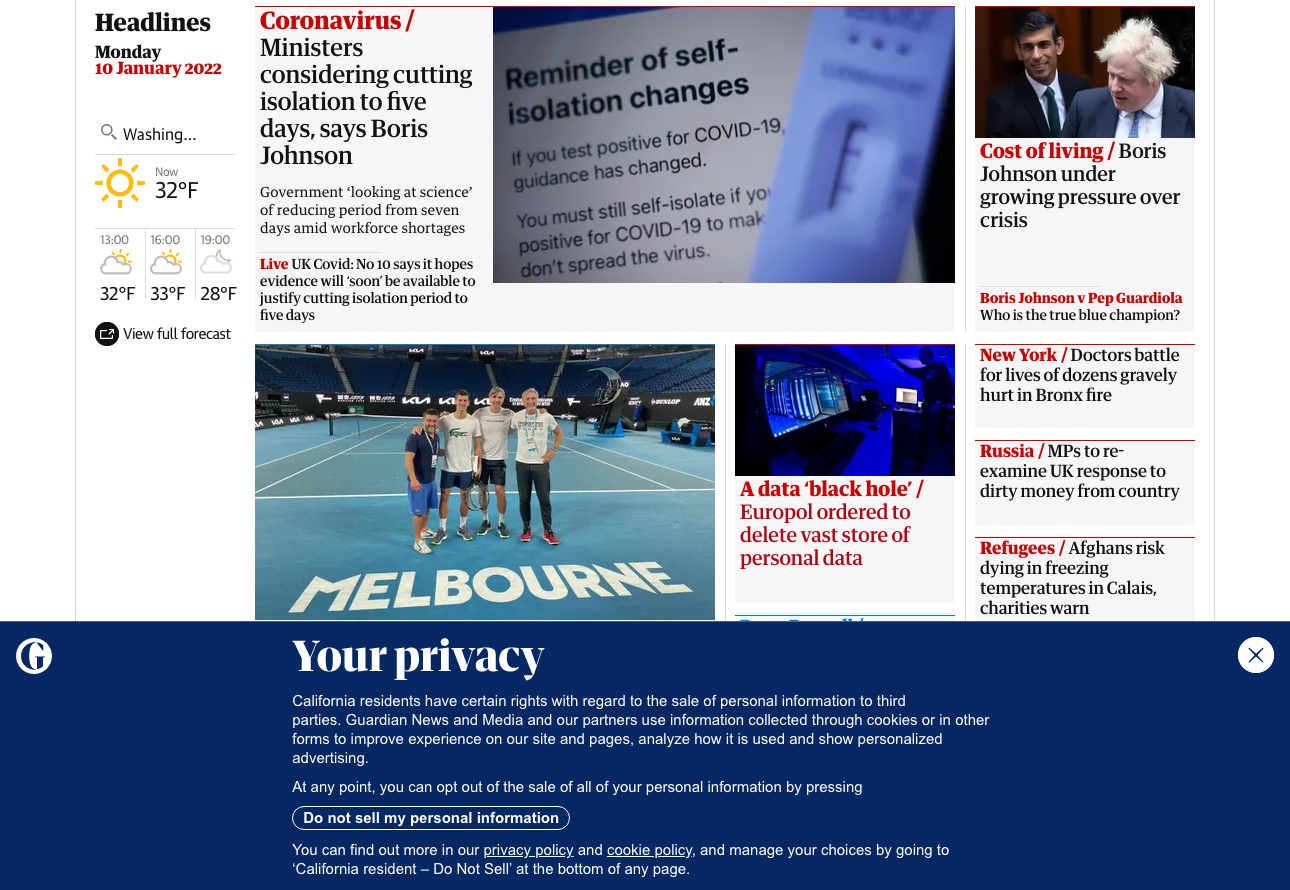 Headlines
Monday
10 January 2022
Washing...
Now
32°F
13:00
16:00
19:00
32°F
33°F
28°F
View full forecast
Coronavirus /
Ministers
considering cutting
isolation to five
days, says Boris
Johnson
Government ‘looking at science’
of reducing period from seven
days amid workforce shortages
Live UK Covid: No 10 says it hopes
evidence will ‘soon’ be available to
justify cutting isolation period to
five days
Reminder of self-
isolation changes
If you test positive for COVID-19,
guidance has changed.
You must still self-isolate if you
positive for COVID-19 to mak
don't spread the virus.
Cost of living / Boris
Johnson under
growing pressure over
crisis
Boris Johnson v Pep Guardiola
Who is the true blue champion?
MELBOURNE
A data ‘black hole’ /
Europol ordered to
delete vast store of
personal data
New York / Doctors battle
for lives of dozens gravely
hurt in Bronx fire
Russia / MPs to re-
examine UK response to
dirty money from country
Refugees / Afghans risk
dying in freezing
temperatures in Calais,
charities warn
Your privacy
California residents have certain rights with regard to the sale of personal information to third
parties. Guardian News and Media and our partners use information collected through cookies or in other
forms to improve experience on our site and pages, analyze how it is used and show personalized
advertising.
At any point, you can opt out of the sale of all of your personal information by pressing
Do not sell my personal information
You can find out more in our privacy policy and cookie policy, and manage your choices by going to
‘California resident – Do Not Sell’ at the bottom of any page.